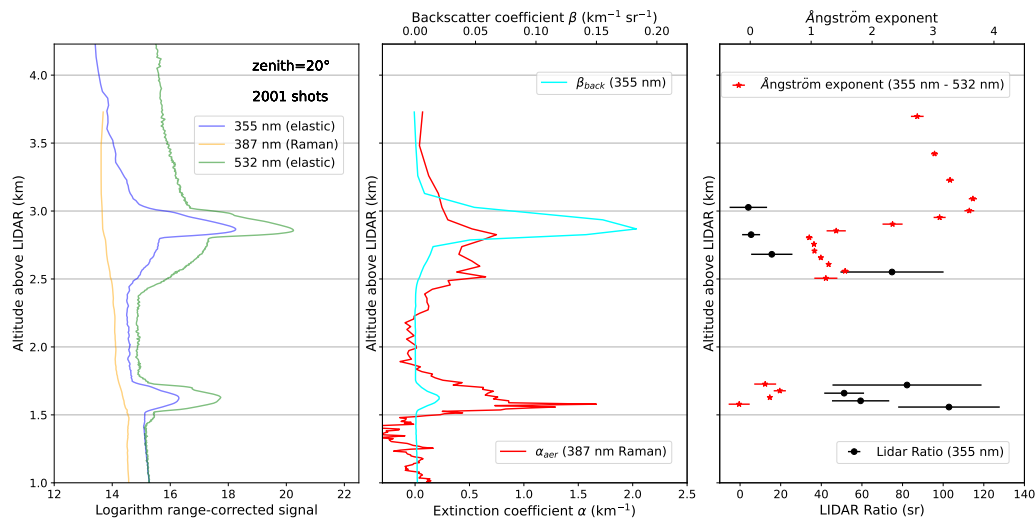 Backscatter coefficient β (km⁻¹ sr⁻¹)
Ångström exponent
0.00 0.05 0.10 0.15 0.20
0 1 2 3 4
zenith=20°
2001 shots
355 nm (elastic)
387 nm (Raman)
532 nm (elastic)
β_back (355 nm)
Ångström exponent (355 nm - 532 nm)
Altitude above LIDAR (km)
4.0
3.5
3.0
2.5
2.0
1.5
1.0
Altitude above LIDAR (km)
Altitude above LIDAR (km)
α_aer (387 nm Raman)
Lidar Ratio (355 nm)
12 14 16 18 20 22
0.0 0.5 1.0 1.5 2.0 2.5
0 20 40 60 80 100 120 140
Logarithm range-corrected signal
Extinction coefficient α (km⁻¹)
LIDAR Ratio (sr)